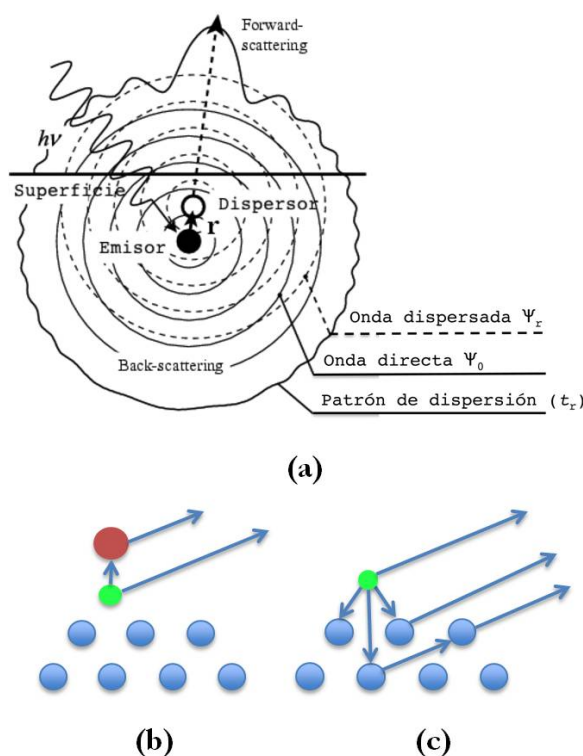 Forward-
scattering
hν
Superficie
Dispersor
r
Emisor
Onda dispersada Ψr
Back-scattering
Onda directa Ψ0
Patrón de dispersión (tr)
(a)
(b) (c)